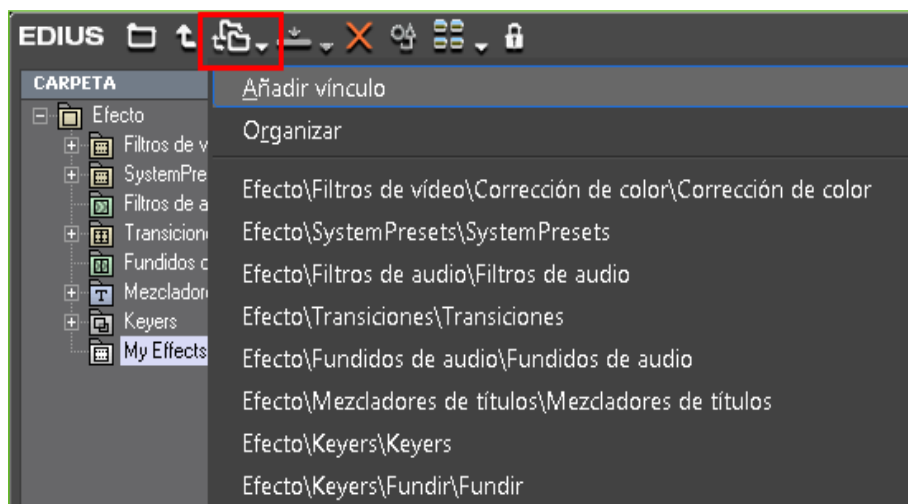 EDIUS
CARPETA
Efecto
Filtros de v
SystemPre
Filtros de a
Transicion
Fundidos c
Mezclador
Keyers
My Effects
Añadir vínculo
Organizar
Efecto\Filtros de vídeo\Corrección de color\Corrección de color
Efecto\SystemPresets\SystemPresets
Efecto\Filtros de audio\Filtros de audio
Efecto\Transiciones\Transiciones
Efecto\Fundidos de audio\Fundidos de audio
Efecto\Mezcladores de títulos\Mezcladores de títulos
Efecto\Keyers\Keyers
Efecto\Keyers\Fundir\Fundir